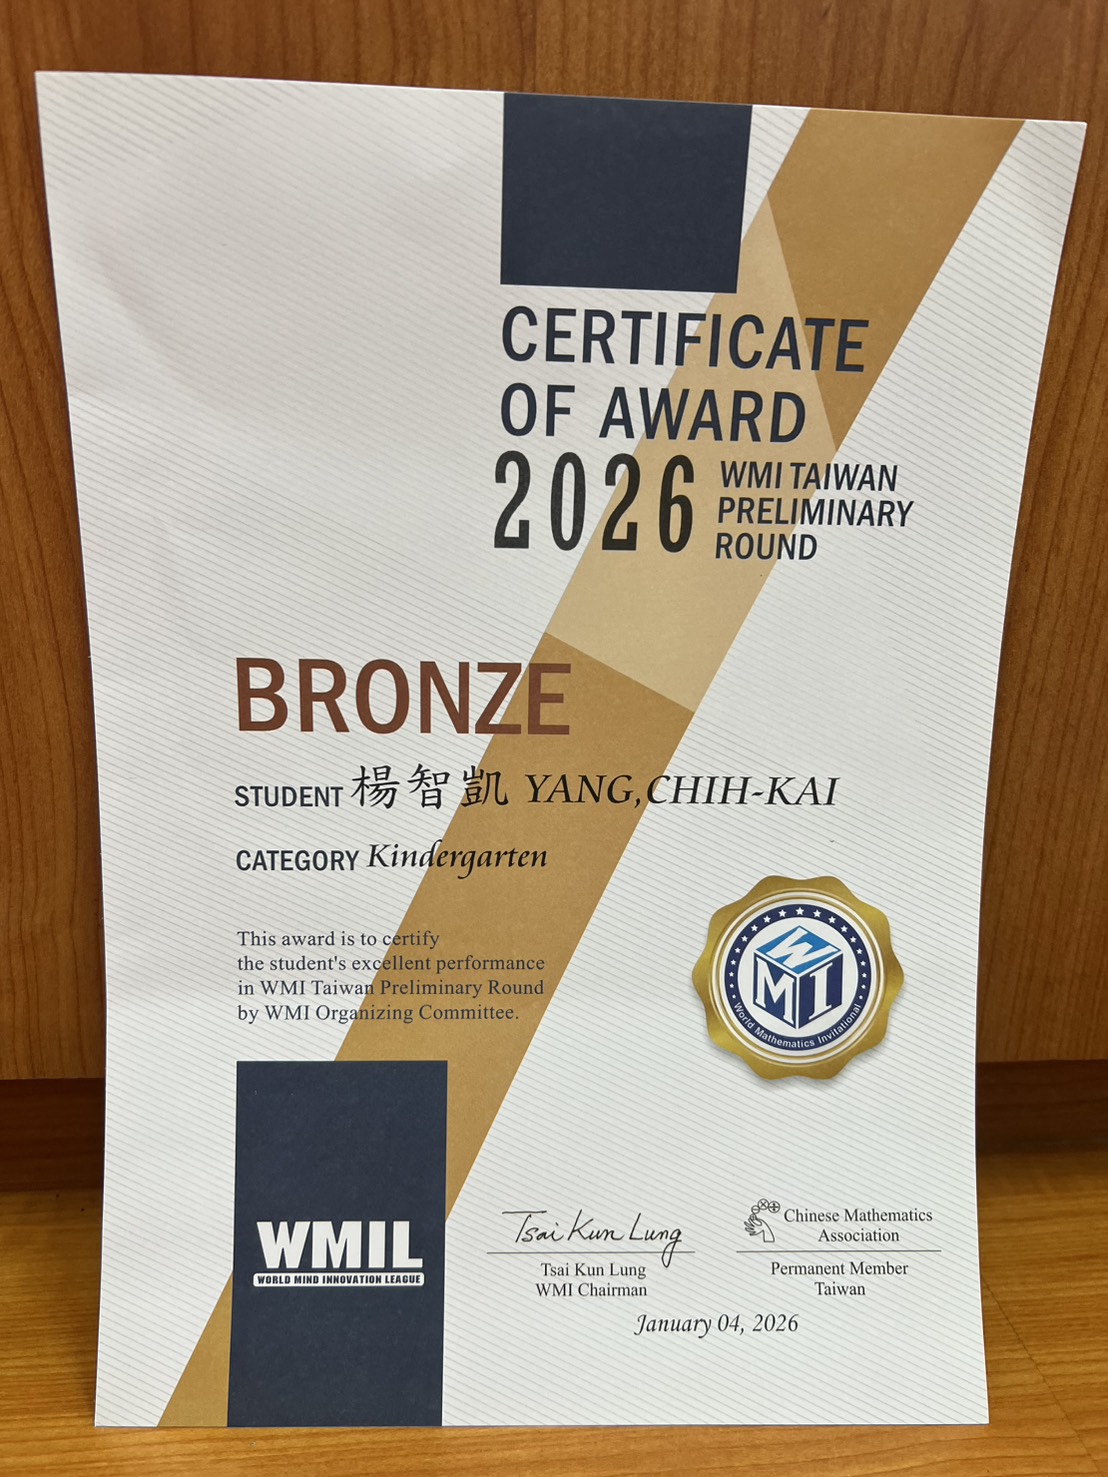 CERTIFICATE
OF AWARD
2026 WMI TAIWAN
PRELIMINARY
ROUND
BRONZE
STUDENT 楊智凱 YANG,CHIH-KAI
CATEGORY Kindergarten
This award is to certify
the student's excellent performance
in WMI Taiwan Preliminary Round
by WMI Organizing Committee.
WMI
World Mathematics Invitational
WMIL
WORLD MIND INNOVATION LEAGUE
Tsai Kun Lung
Tsai Kun Lung
WMI Chairman
Chinese Mathematics
Association
Permanent Member
Taiwan
January 04, 2026